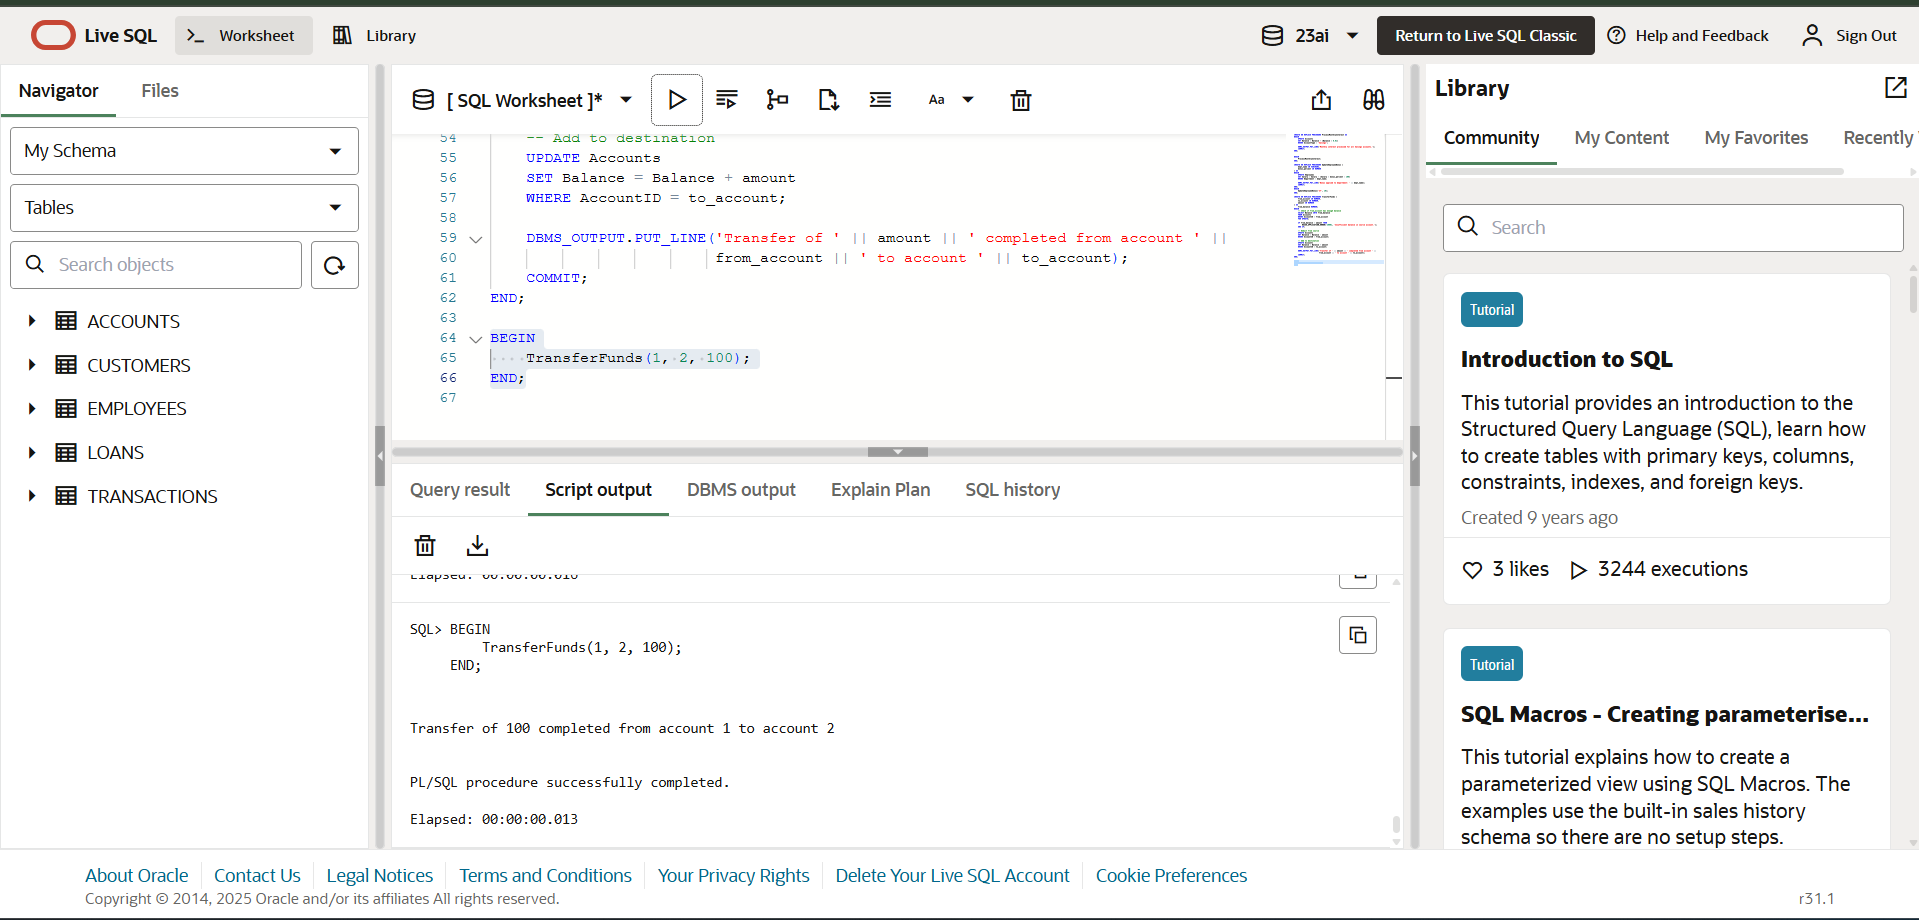 Live SQL
Worksheet
Library
23ai
Return to Live SQL Classic
Help and Feedback
Sign Out
Navigator
Files
My Schema
Tables
Search objects
ACCOUNTS
CUSTOMERS
EMPLOYEES
LOANS
TRANSACTIONS
[ SQL Worksheet ]*
Aa
54 -- Add to destination
55 UPDATE Accounts
56 SET Balance = Balance + amount
57 WHERE AccountID = to_account;
58
59 DBMS_OUTPUT.PUT_LINE('Transfer of ' || amount || ' completed from account ' ||
60 from_account || ' to account ' || to_account);
61 COMMIT;
62 END;
63
64 BEGIN
65 TransferFunds(1, 2, 100);
66 END;
67
Query result
Script output
DBMS output
Explain Plan
SQL history
Elapsed: 00:00:00.016
SQL> BEGIN
TransferFunds(1, 2, 100);
END;
Transfer of 100 completed from account 1 to account 2
PL/SQL procedure successfully completed.
Elapsed: 00:00:00.013
Library
Community
My Content
My Favorites
Recently
Search
Tutorial
Introduction to SQL
This tutorial provides an introduction to the
Structured Query Language (SQL), learn how
to create tables with primary keys, columns,
constraints, indexes, and foreign keys.
Created 9 years ago
3 likes
3244 executions
Tutorial
SQL Macros - Creating parameterise...
This tutorial explains how to create a
parameterized view using SQL Macros. The
examples use the built-in sales history
schema so there are no setup steps.
About Oracle
Contact Us
Legal Notices
Terms and Conditions
Your Privacy Rights
Delete Your Live SQL Account
Cookie Preferences
Copyright © 2014, 2025 Oracle and/or its affiliates All rights reserved.
r31.1